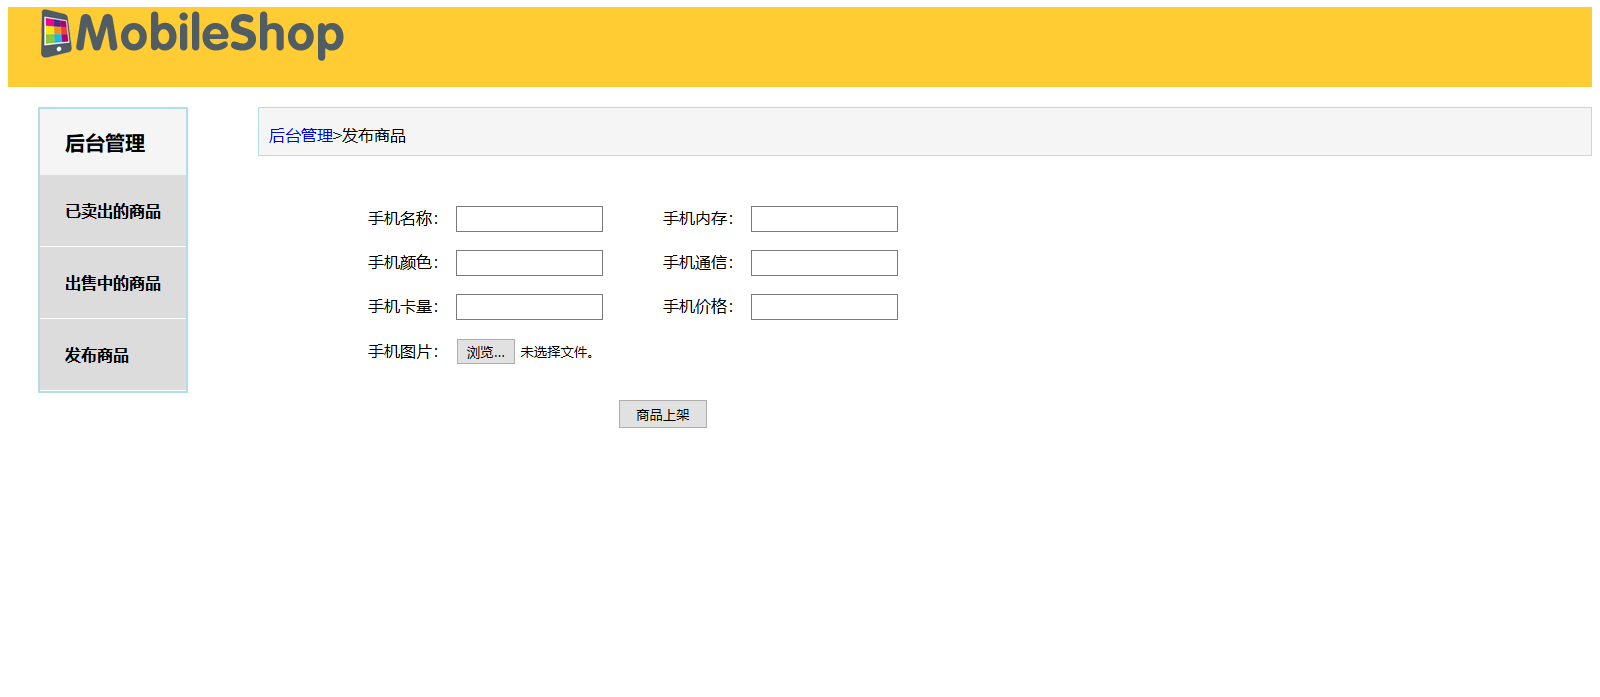 MobileShop
后台管理
已卖出的商品
出售中的商品
发布商品
后台管理>发布商品
手机名称： 手机内存：
手机颜色： 手机通信：
手机卡量： 手机价格：
手机图片： 浏览... 未选择文件。
商品上架